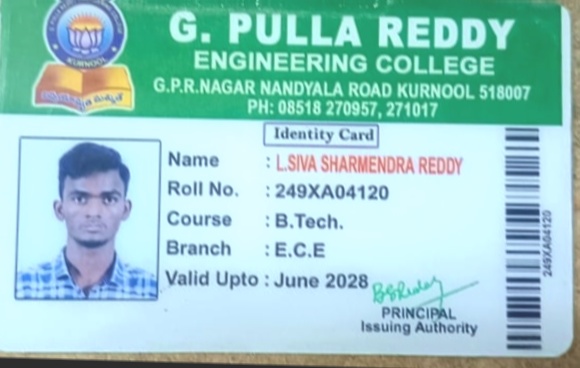 KURNOOL
G. PULLA REDDY
ENGINEERING COLLEGE
G.P.R.NAGAR NANDYALA ROAD KURNOOL 518007
PH: 08518 270957, 271017
Identity Card
Name : L.SIVA SHARMENDRA REDDY
Roll No. : 249XA04120
Course : B.Tech.
Branch : E.C.E
Valid Upto : June 2028
PRINCIPAL
Issuing Authority
249XA04120